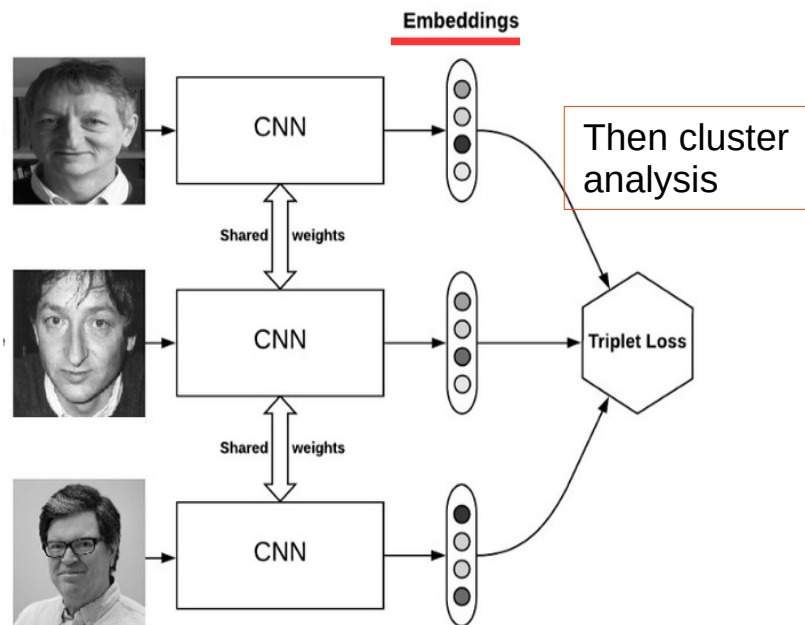 Embeddings
CNN
Then cluster
analysis
Shared weights
CNN
Triplet Loss
Shared weights
CNN